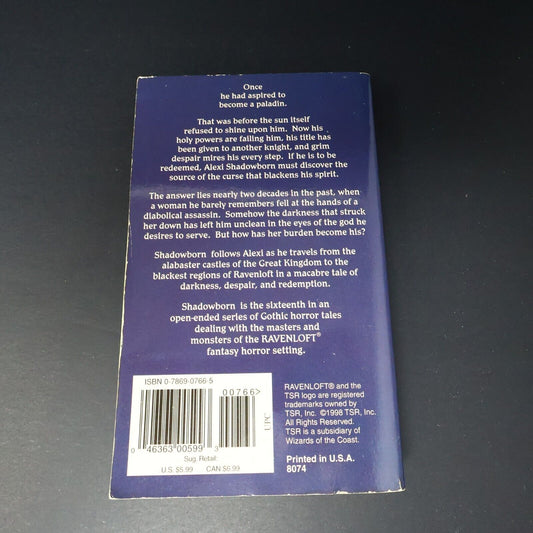 Once
he had aspired to
become a paladin.
That was before the sun itself
refused to shine upon him. Now his
holy powers are failing him, his title has
been given to another knight, and grim
despair mires his every step. If he is to be
redeemed, Alexi Shadowborn must discover the
source of the curse that blackens his spirit.
The answer lies nearly two decades in the past, when
a woman he barely remembers fell at the hands of a
diabolical assassin. Somehow the darkness that struck
her down has left him unclean in the eyes of the god he
desires to serve. But how has her burden become his?
Shadowborn follows Alexi as he travels from the
alabaster castles of the Great Kingdom to the
blackest regions of Ravenloft in a macabre tale of
darkness, despair, and redemption.
Shadowborn is the sixteenth in an
open-ended series of Gothic horror tales
dealing with the masters and
monsters of the RAVENLOFT®
fantasy horror setting.
ISBN 0-7869-0766-5
00766>
0 46363 00599 3
UPC
Sug. Retail:
U.S. $5.99 CAN $6.99
RAVENLOFT® and the
TSR logo are registered
trademarks owned by
TSR, Inc. ©1998 TSR, Inc.
All Rights Reserved.
TSR is a subsidiary of
Wizards of the Coast.
Printed in U.S.A.
8074